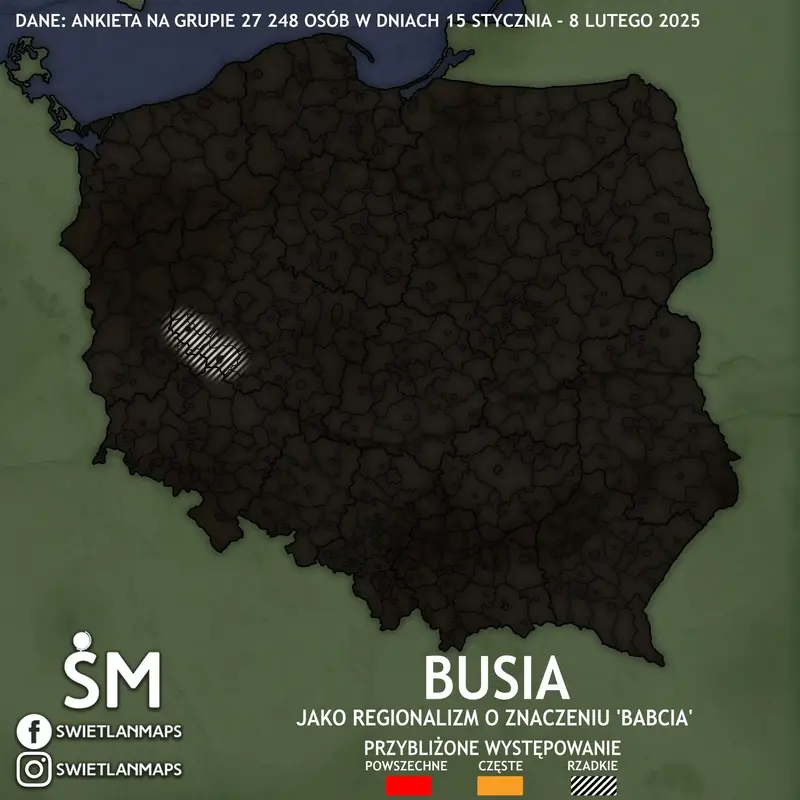 DANE: ANKIETA NA GRUPIE 27 248 OSÓB W DNIACH 15 STYCZNIA - 8 LUTEGO 2025
ŚM
SWIETLANMAPS
SWIETLANMAPS
BUSIA
JAKO REGIONALIZM O ZNACZENIU 'BABCIA'
PRZYBLIŻONE WYSTĘPOWANIE
POWSZECHNE CZĘSTE RZADKIE